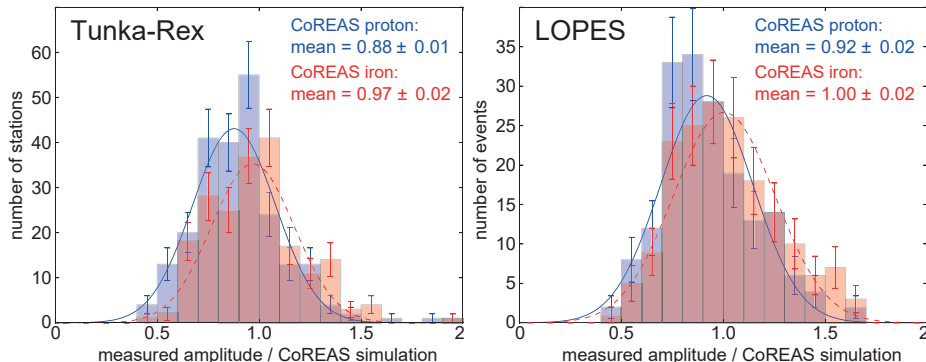 Tunka-Rex
CoREAS proton:
mean = 0.88 ± 0.01
CoREAS iron:
mean = 0.97 ± 0.02
number of stations
60
50
40
30
20
10
0
0 0.5 1.0 1.5 2
measured amplitude / CoREAS simulation
LOPES
CoREAS proton:
mean = 0.92 ± 0.02
CoREAS iron:
mean = 1.00 ± 0.02
number of events
35
30
25
20
15
10
5
0
0 0.5 1.0 1.5 2
measured amplitude / CoREAS simulation